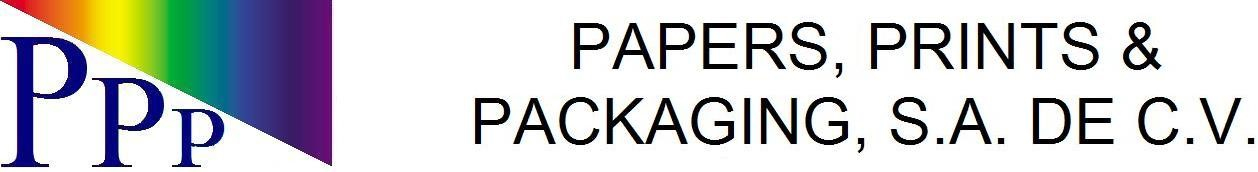 PPP
PAPERS, PRINTS &
PACKAGING, S.A. DE C.V.